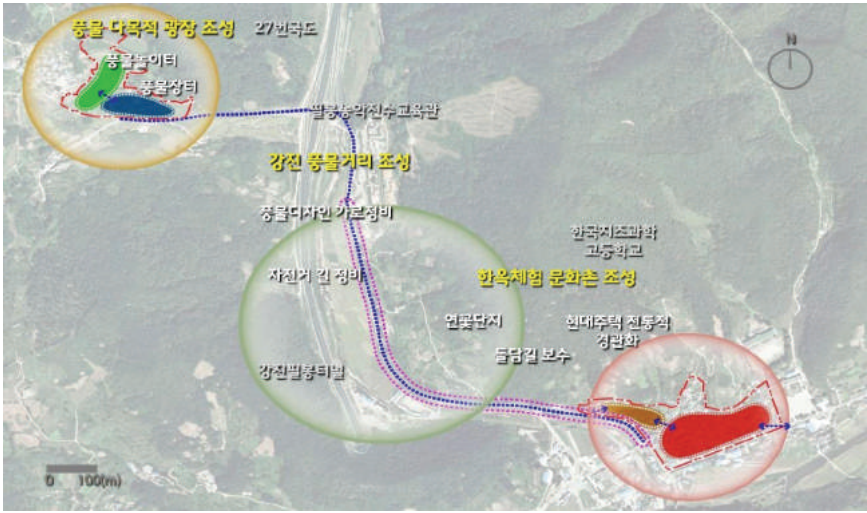 풍물 다목적 광장 조성
27번국도
풍물놀이터
풍물장터
N
필봉농악전수교육관
강진 풍물거리 조성
풍물디자인 가로정비
한국치즈과학
고등학교
자전거 길 정비
한옥체험 문화촌 조성
연꽃단지
현대주택 전통적
경관화
돌담길 보수
강진필봉터널
0 100(m)